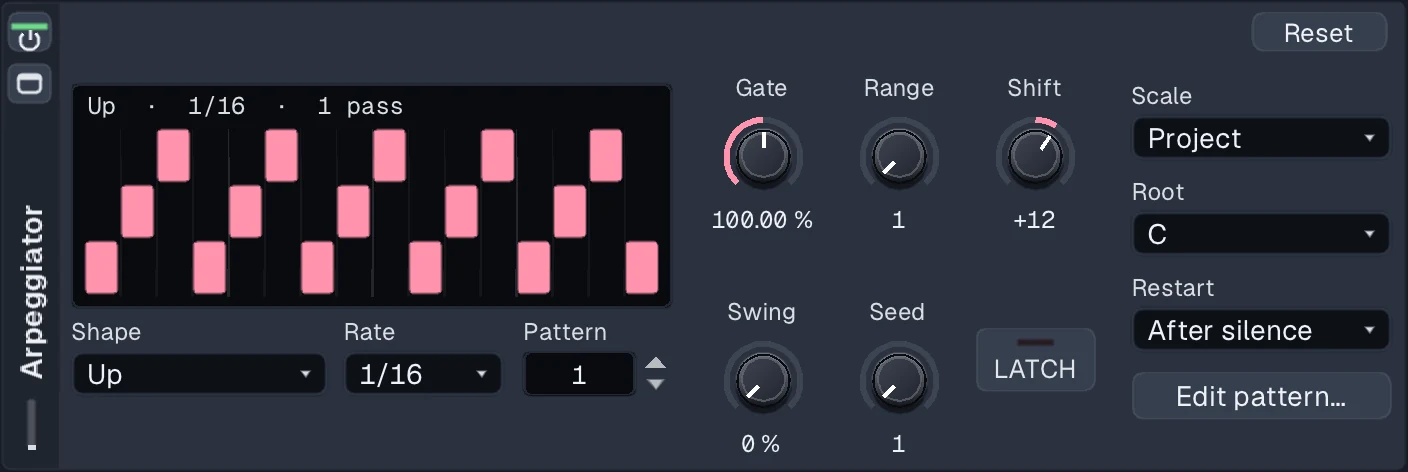 Arpeggiator
Reset
Up · 1/16 · 1 pass
Gate
Range
Shift
100.00 %
1
+12
Scale
Project
Root
C
Restart
After silence
Edit pattern...
Shape
Rate
Pattern
Up
1/16
1
Swing
Seed
0 %
1
LATCH